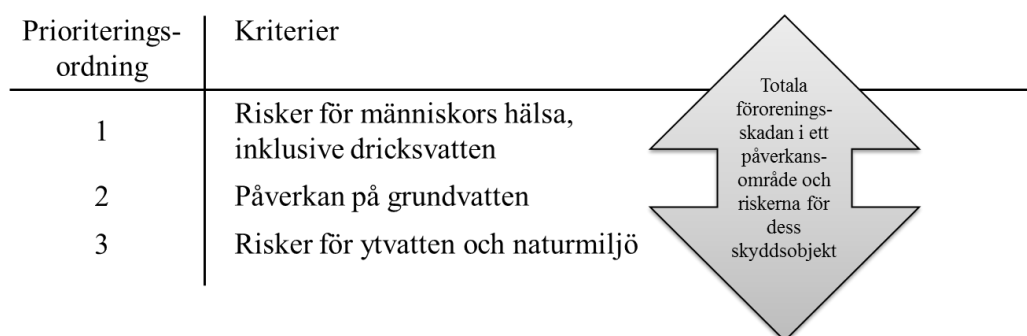 Prioriterings-
ordning
Kriterier
1
Risker för människors hälsa,
inklusive dricksvatten
2
Påverkan på grundvatten
3
Risker för ytvatten och naturmiljö
Totala
förorenings-
skadan i ett
påverkans-
område och
riskerna för
dess
skyddsobjekt